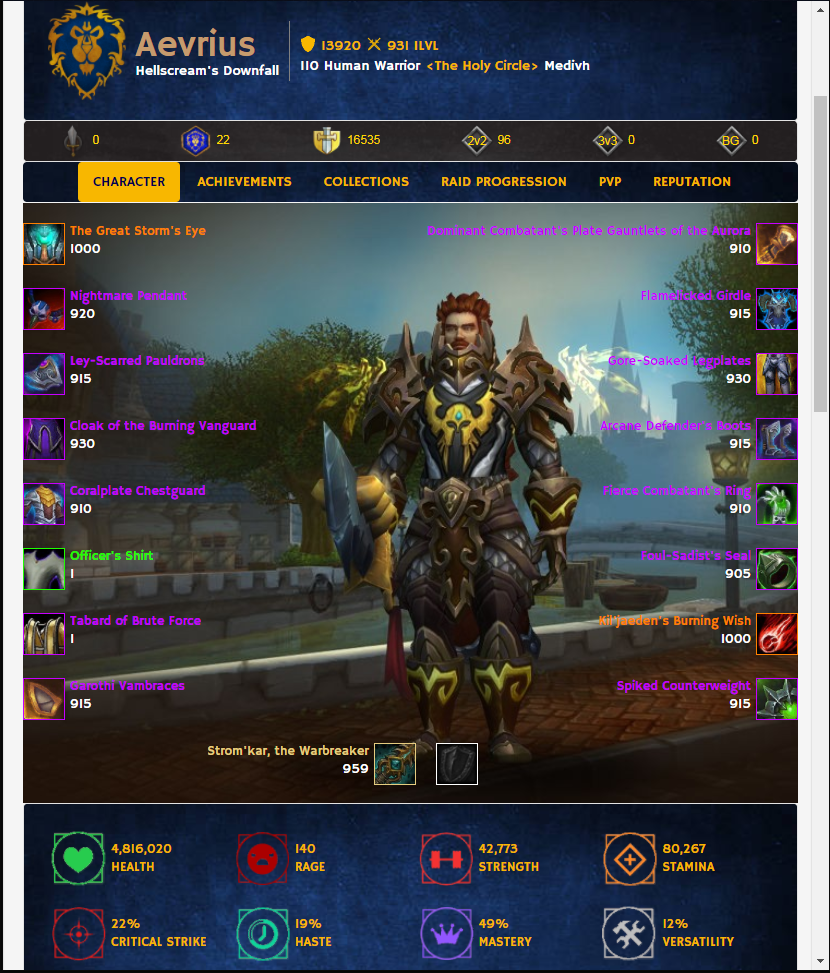 Aevrius
Hellscream's Downfall
13920 931 ILVL
110 Human Warrior <The Holy Circle> Medivh
0
22
16535
2v2 96
3v3 0
BG 0
CHARACTER ACHIEVEMENTS COLLECTIONS RAID PROGRESSION PVP REPUTATION
The Great Storm's Eye
1000
Dominant Combatant's Plate Gauntlets of the Aurora
910
Nightmare Pendant
920
Flamelicked Girdle
915
Ley-Scarred Pauldrons
915
Gore-Soaked Legplates
930
Cloak of the Burning Vanguard
930
Arcane Defender's Boots
915
Coralplate Chestguard
910
Fierce Combatant's Ring
910
Officer's Shirt
1
Foul-Sadist's Seal
905
Tabard of Brute Force
1
Kil'jaeden's Burning Wish
1000
Garothi Vambraces
915
Spiked Counterweight
915
Strom'kar, the Warbreaker
959
4,816,020
HEALTH
140
RAGE
42,773
STRENGTH
80,267
STAMINA
22%
CRITICAL STRIKE
19%
HASTE
49%
MASTERY
12%
VERSATILITY